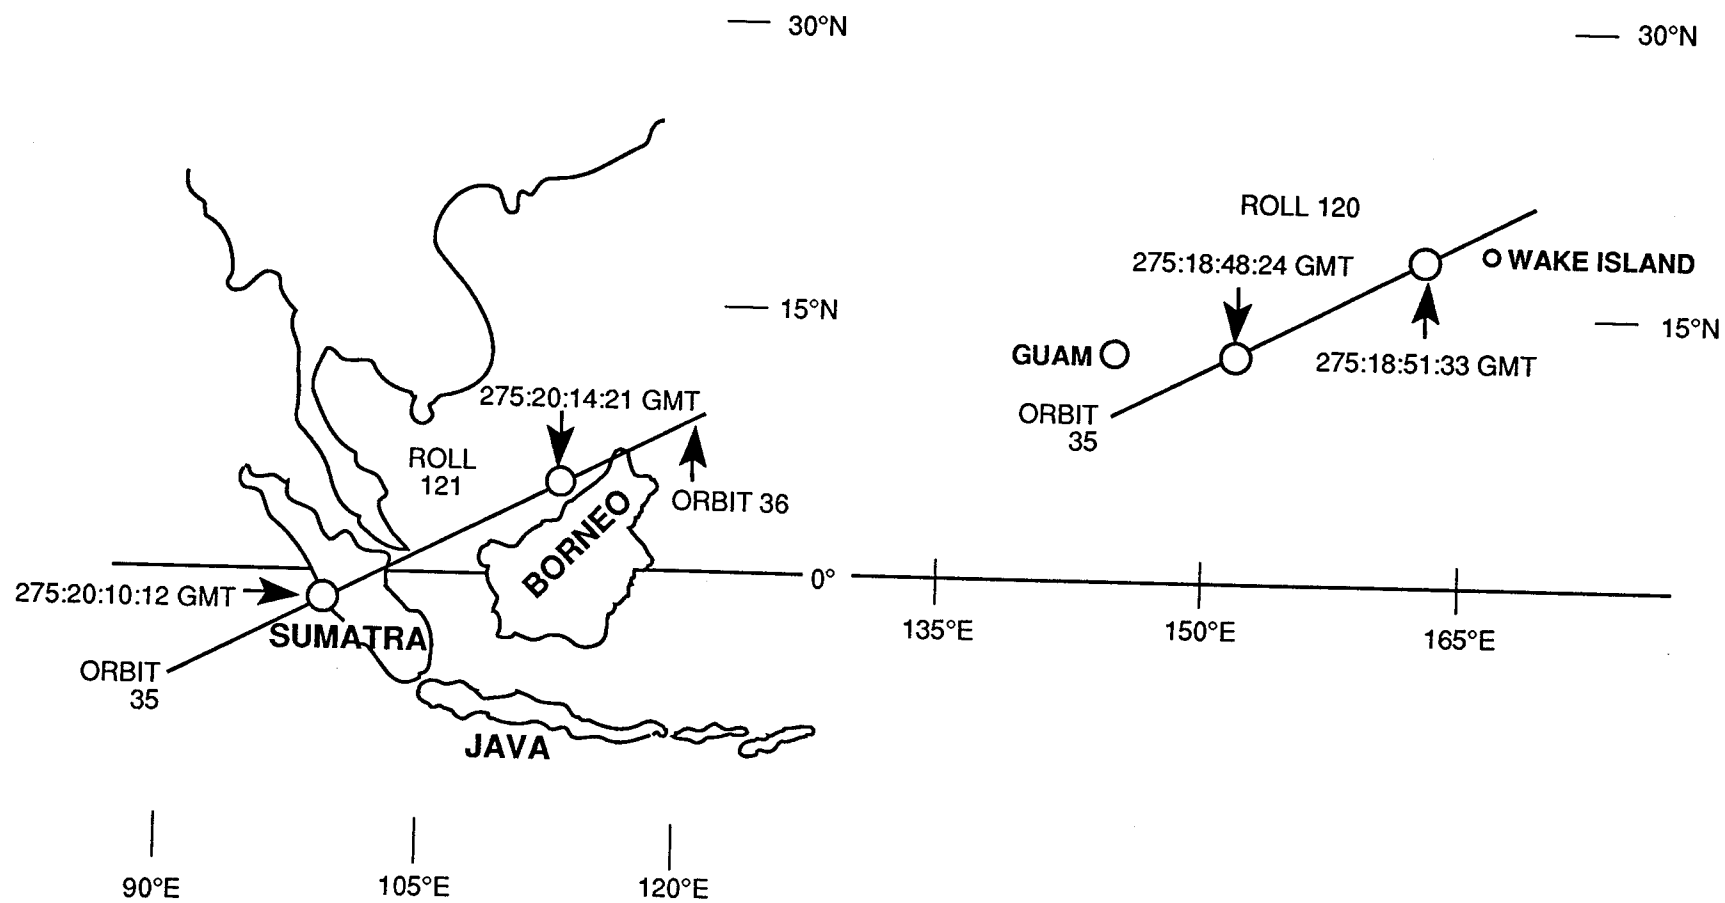 30°N
30°N
ROLL 120
275:18:48:24 GMT
WAKE ISLAND
15°N
15°N
GUAM
275:18:51:33 GMT
275:20:14:21 GMT
ORBIT
35
ROLL
121
ORBIT 36
BORNEO
0°
275:20:10:12 GMT
SUMATRA
135°E
150°E
165°E
ORBIT
35
JAVA
90°E
105°E
120°E